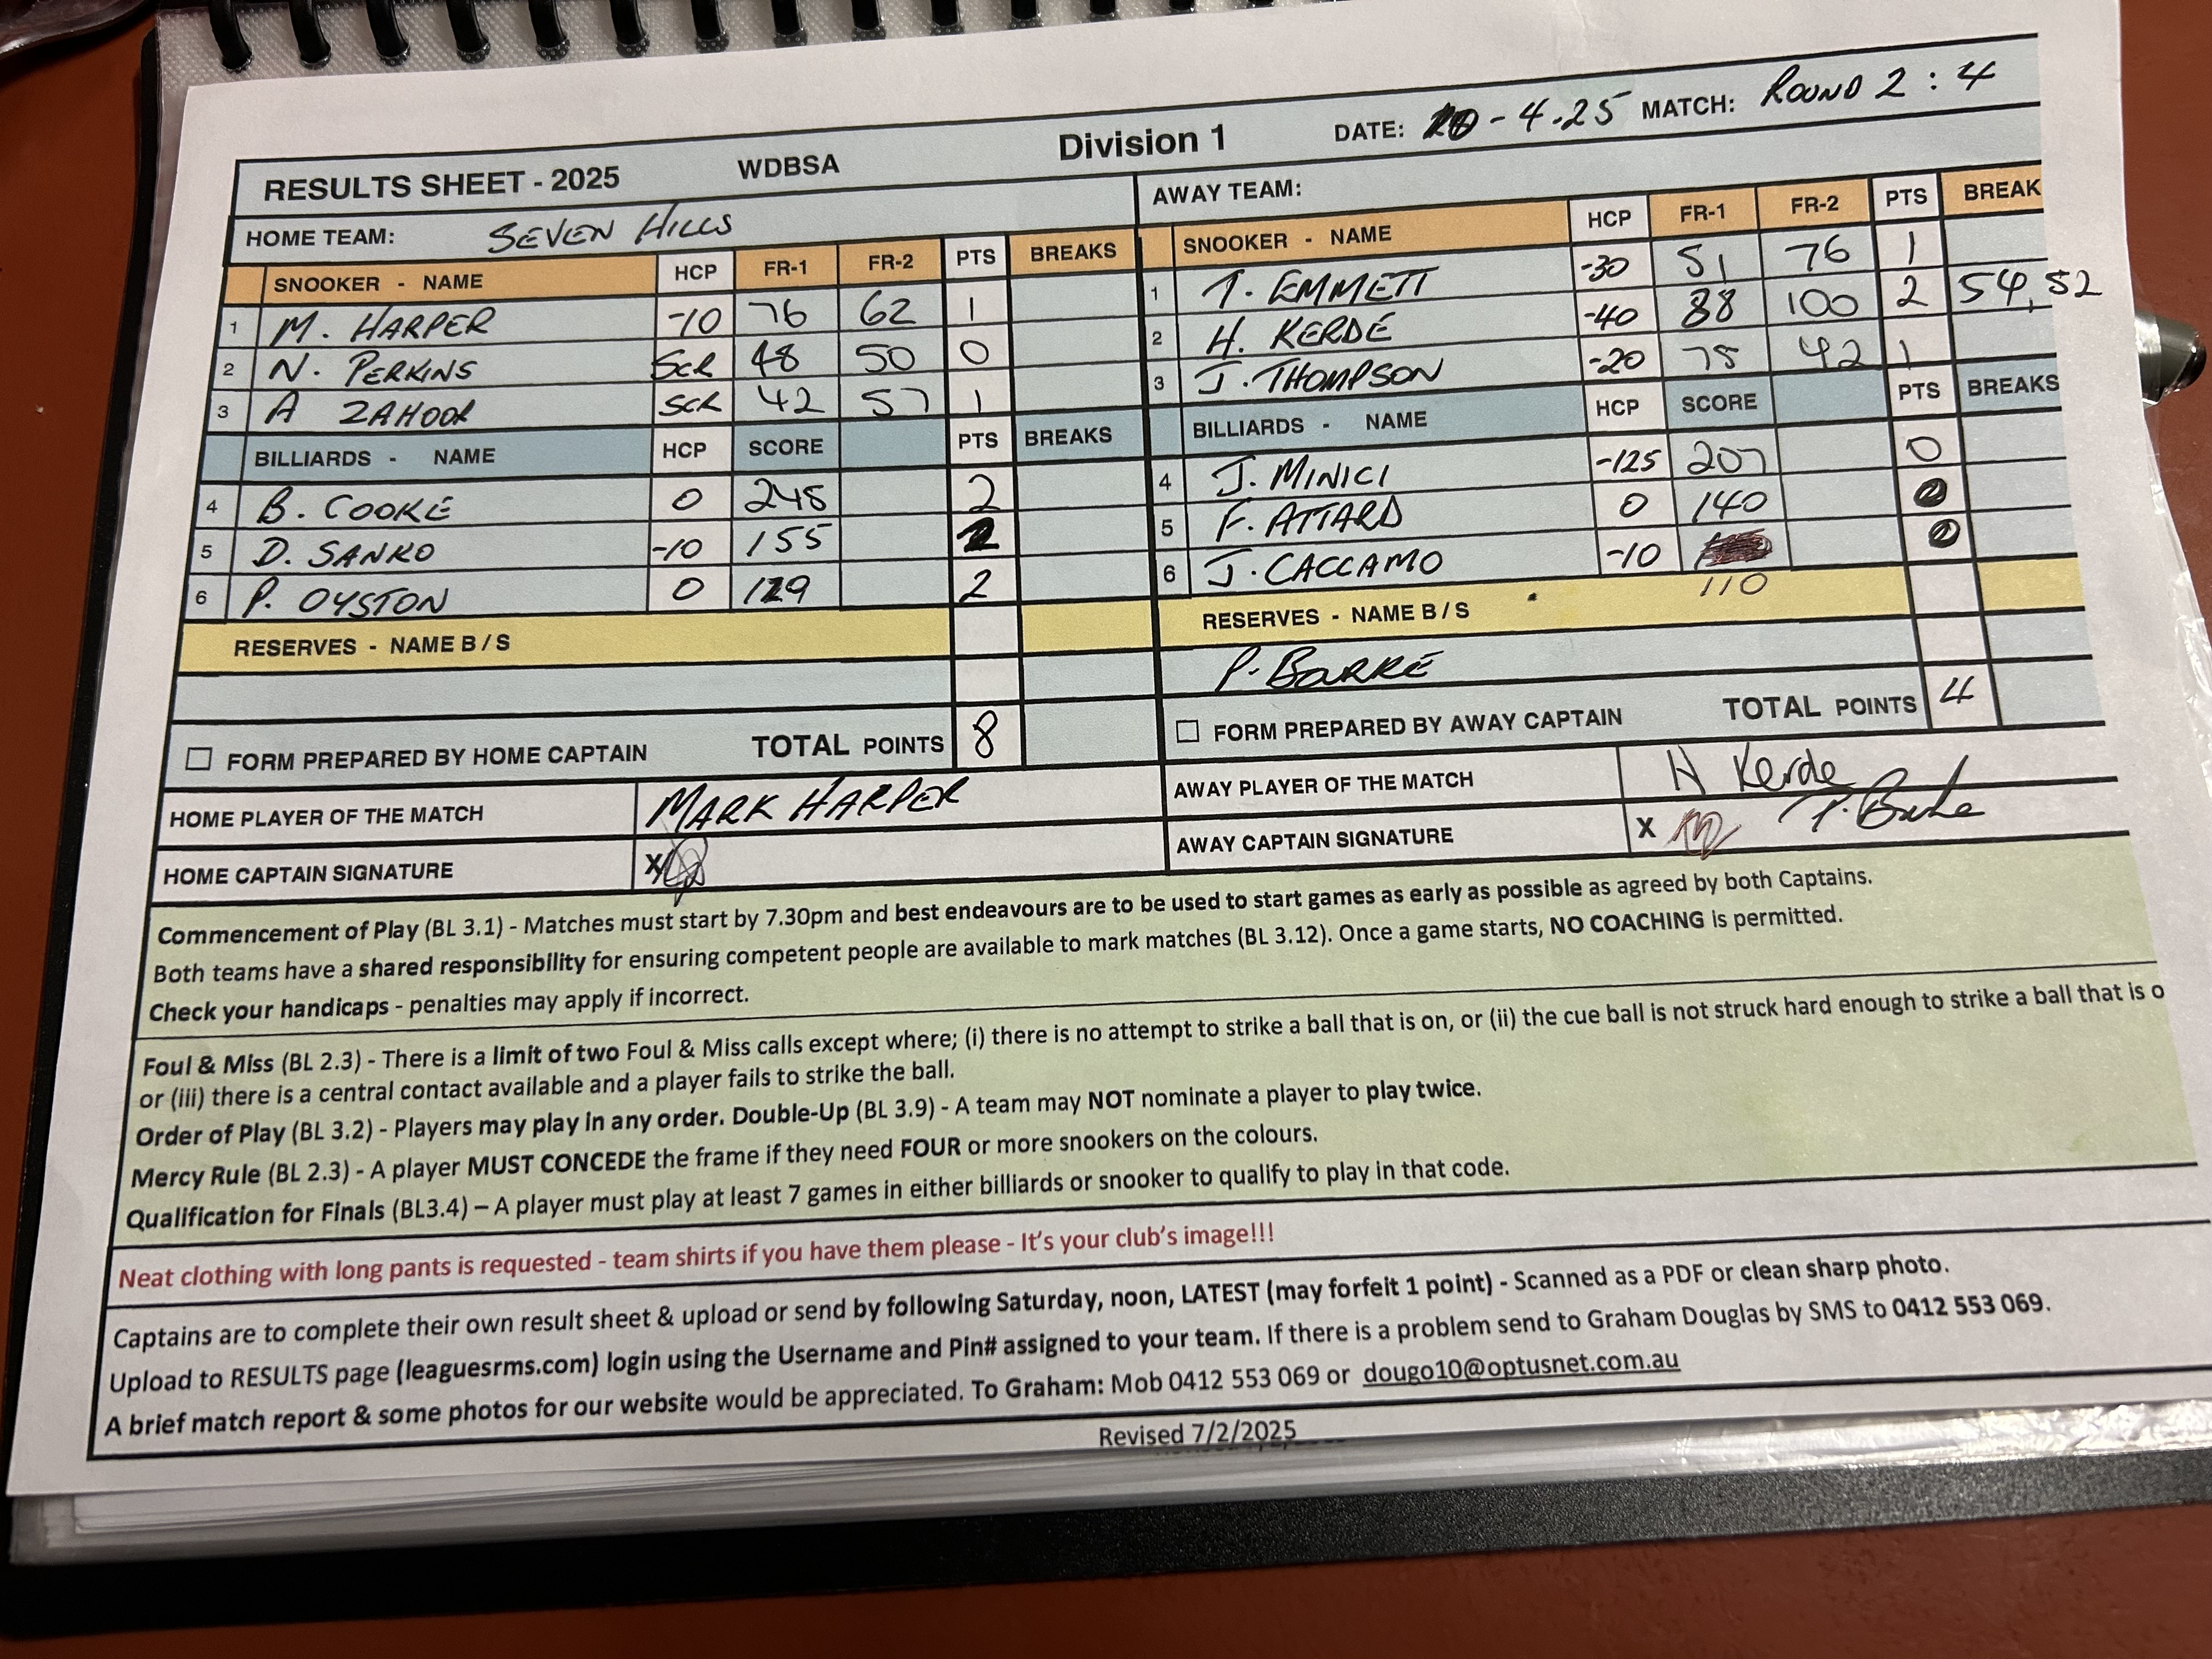 RESULTS SHEET - 2025 WDBSA Division 1 DATE: -4.25 MATCH: ROUND 2 : 4
HOME TEAM: SEVEN HILLS
AWAY TEAM:
SNOOKER - NAME HCP FR-1 FR-2 PTS BREAKS
1 M. HARPER -10 76 62 1
2 N. PERKINS SCR 48 50 0
3 A ZAHOOR SCR 42 57 1
BILLIARDS - NAME HCP SCORE PTS BREAKS
4 B. COOKE 0 248 2
5 D. SANKO -10 155 2
6 P. OYSTON 0 129 2
RESERVES - NAME B / S
FORM PREPARED BY HOME CAPTAIN TOTAL POINTS 8
HOME PLAYER OF THE MATCH MARK HARPER
HOME CAPTAIN SIGNATURE X
SNOOKER - NAME HCP FR-1 FR-2 PTS BREAK
1 T. EMMETT -30 51 76 1
2 H. KERDE -40 88 100 2 54, 52
3 J. THOMPSON -20 75 42 1
BILLIARDS - NAME HCP SCORE PTS BREAKS
4 J. MINICI -125 207 0
5 F. ATTARD 0 140
6 J. CACCAMO -10
110
RESERVES - NAME B / S
P. BOURKE
FORM PREPARED BY AWAY CAPTAIN TOTAL POINTS 4
AWAY PLAYER OF THE MATCH H Kerde
AWAY CAPTAIN SIGNATURE X
Commencement of Play (BL 3.1) - Matches must start by 7.30pm and best endeavours are to be used to start games as early as possible as agreed by both Captains.
Both teams have a shared responsibility for ensuring competent people are available to mark matches (BL 3.12). Once a game starts, NO COACHING is permitted.
Check your handicaps - penalties may apply if incorrect.
Foul & Miss (BL 2.3) - There is a limit of two Foul & Miss calls except where; (i) there is no attempt to strike a ball that is on, or (ii) the cue ball is not struck hard enough to strike a ball that is o
or (iii) there is a central contact available and a player fails to strike the ball.
Order of Play (BL 3.2) - Players may play in any order. Double-Up (BL 3.9) - A team may NOT nominate a player to play twice.
Mercy Rule (BL 2.3) - A player MUST CONCEDE the frame if they need FOUR or more snookers on the colours.
Qualification for Finals (BL3.4) – A player must play at least 7 games in either billiards or snooker to qualify to play in that code.
Neat clothing with long pants is requested - team shirts if you have them please - It's your club's image!!!
Captains are to complete their own result sheet & upload or send by following Saturday, noon, LATEST (may forfeit 1 point) - Scanned as a PDF or clean sharp photo.
Upload to RESULTS page (leaguesrms.com) login using the Username and Pin# assigned to your team. If there is a problem send to Graham Douglas by SMS to 0412 553 069.
A brief match report & some photos for our website would be appreciated. To Graham: Mob 0412 553 069 or dougo10@optusnet.com.au
Revised 7/2/2025